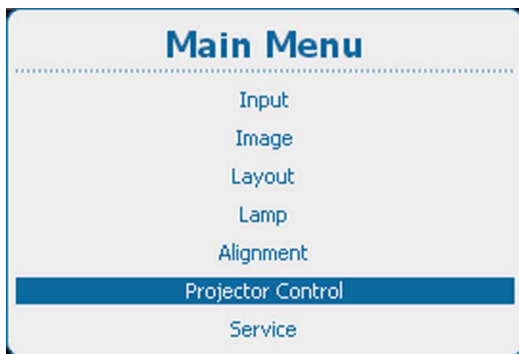 Main Menu
Input
Image
Layout
Lamp
Alignment
Projector Control
Service